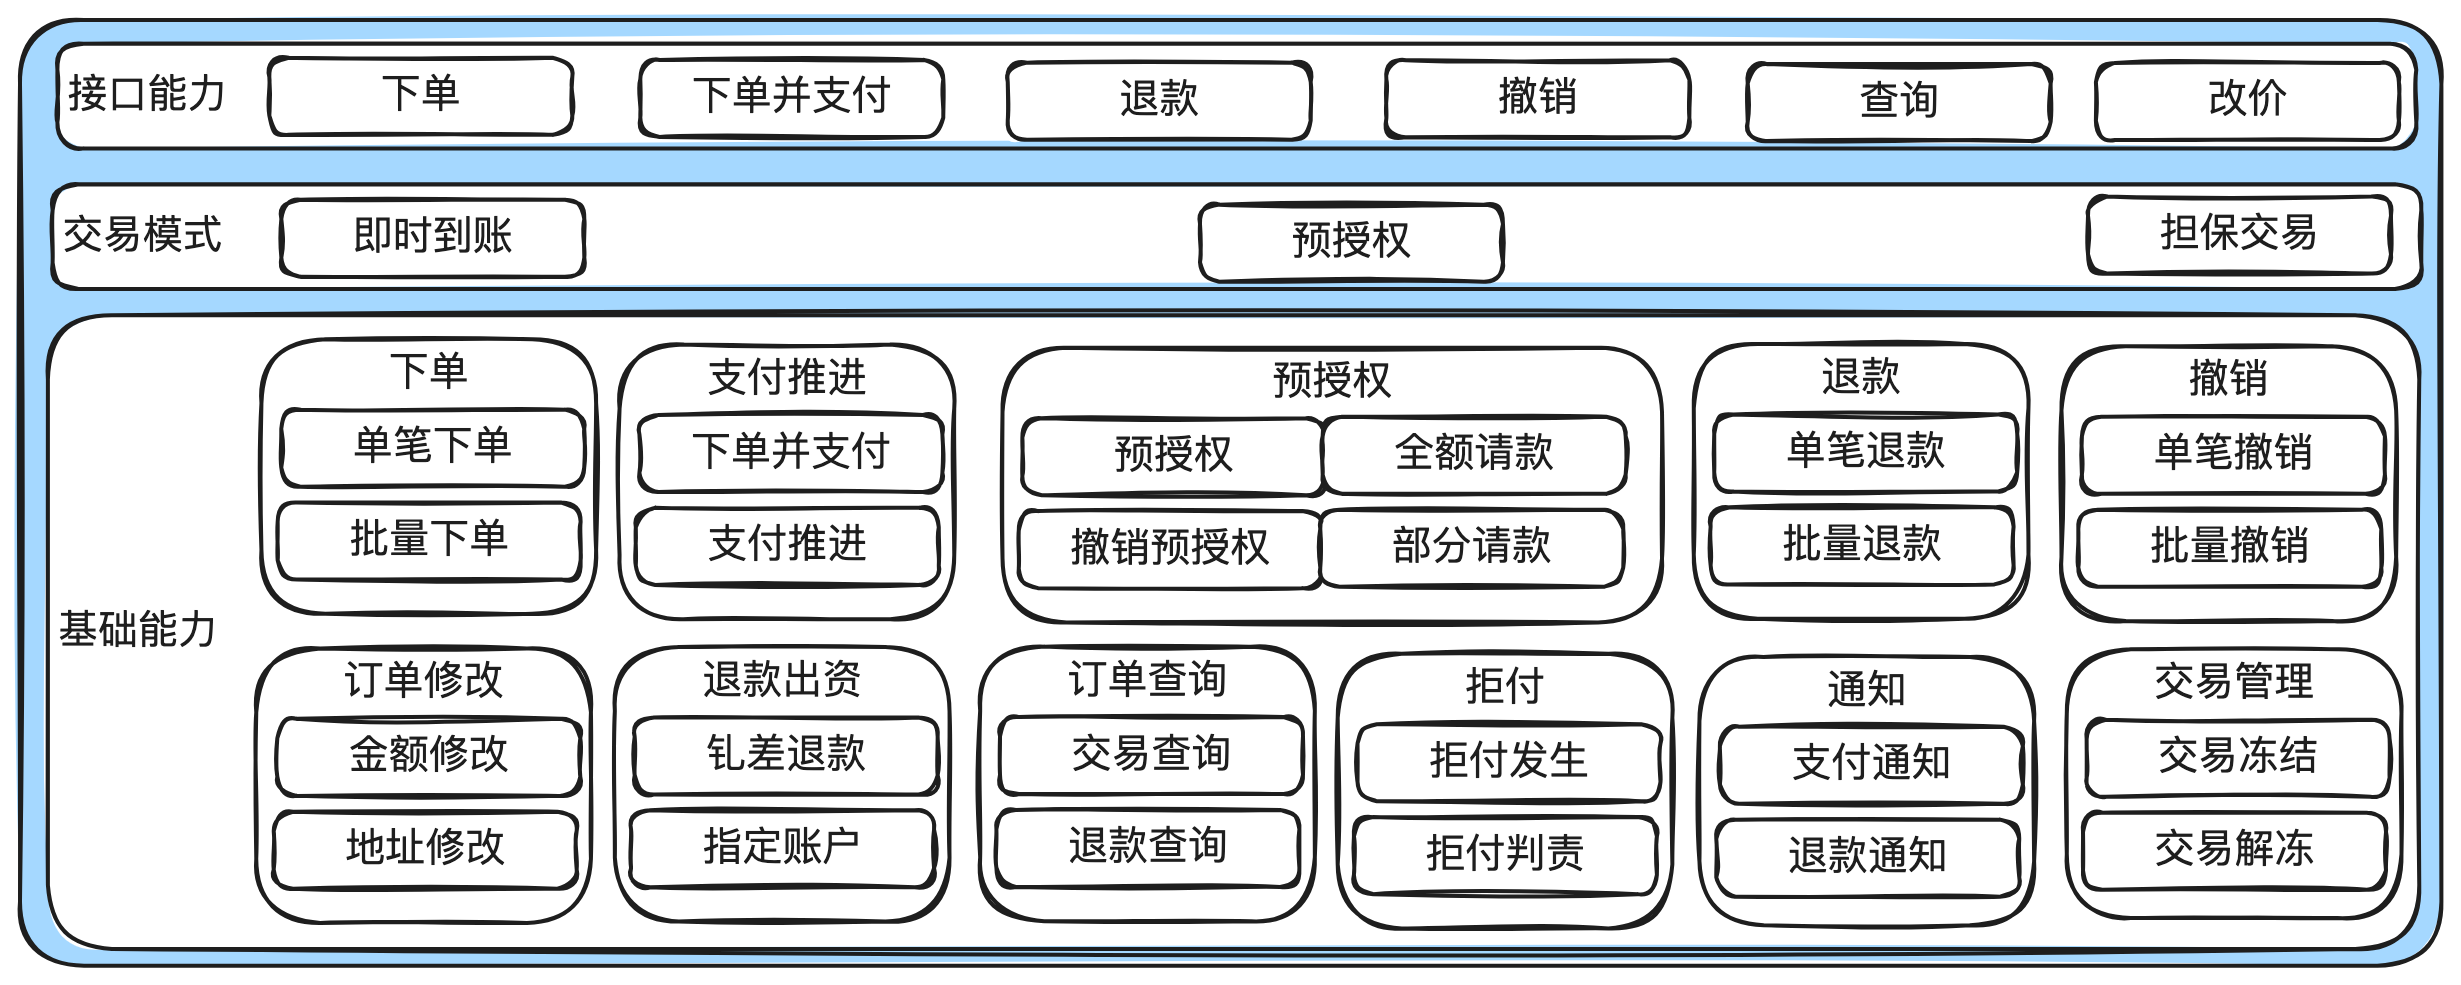 接口能力
下单
下单并支付
退款
撤销
查询
改价
交易模式
即时到账
预授权
担保交易
基础能力
下单
单笔下单
批量下单
支付推进
下单并支付
支付推进
预授权
预授权
全额请款
撤销预授权
部分请款
退款
单笔退款
批量退款
撤销
单笔撤销
批量撤销
订单修改
金额修改
地址修改
退款出资
钆差退款
指定账户
订单查询
交易查询
退款查询
拒付
拒付发生
拒付判责
通知
支付通知
退款通知
交易管理
交易冻结
交易解冻